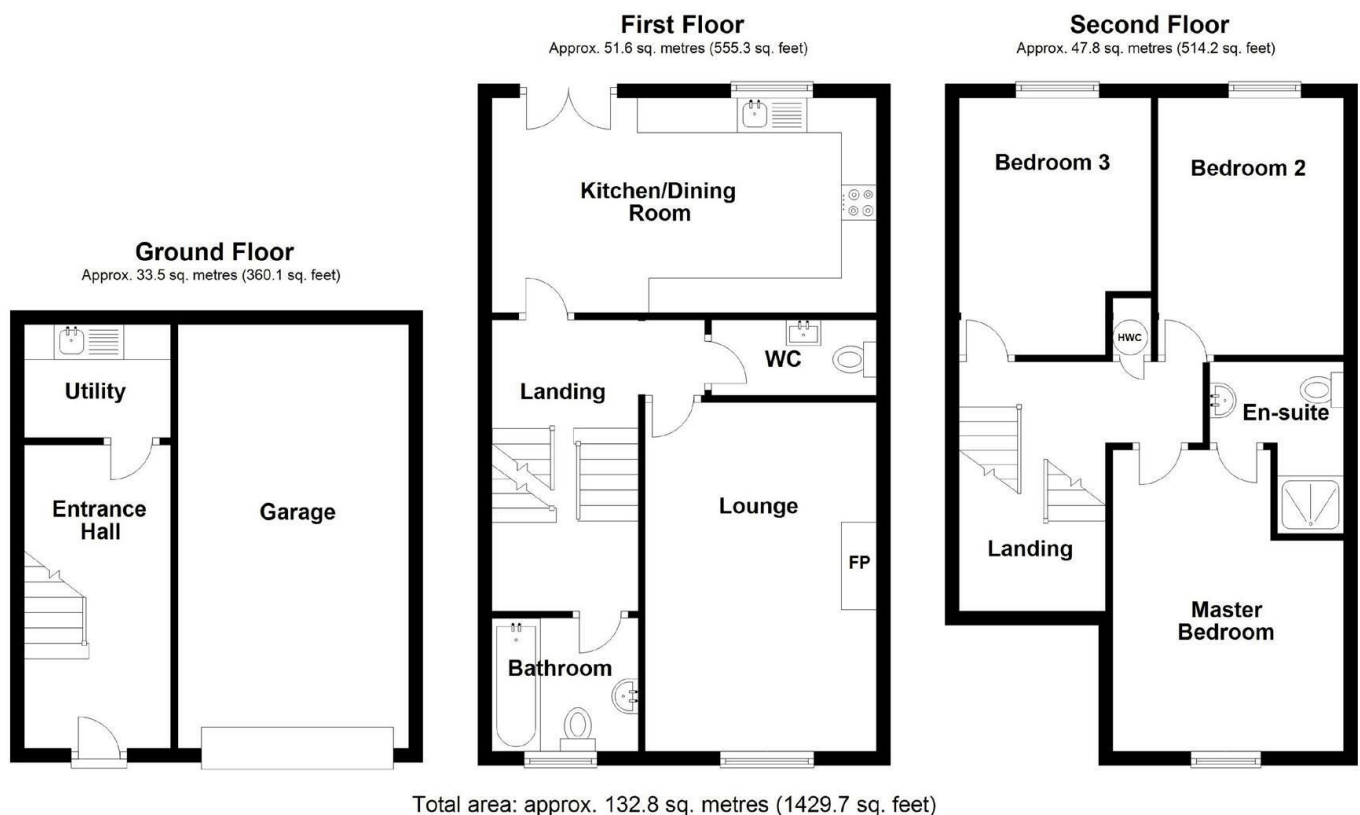 Ground Floor
Approx. 33.5 sq. metres (360.1 sq. feet)
Utility
Entrance
Hall
Garage
First Floor
Approx. 51.6 sq. metres (555.3 sq. feet)
Kitchen/Dining
Room
WC
Landing
Lounge
FP
Bathroom
Second Floor
Approx. 47.8 sq. metres (514.2 sq. feet)
Bedroom 3
Bedroom 2
HWC
En-suite
Landing
Master
Bedroom
Total area: approx. 132.8 sq. metres (1429.7 sq. feet)